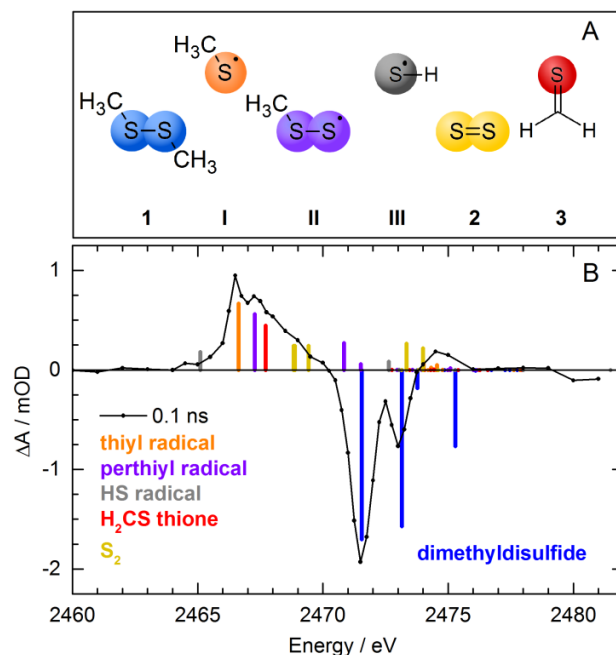 A
H₃C
S•
S•–H
S
H₃C
H₃C
S–S
S–S•
S=S
H H
CH₃
1 I II III 2 3
B
1
0
-1
-2
ΔA / mOD
0.1 ns
thiyl radical
perthiyl radical
HS radical
H₂CS thione
S₂
dimethyldisulfide
2460 2465 2470 2475 2480
Energy / eV